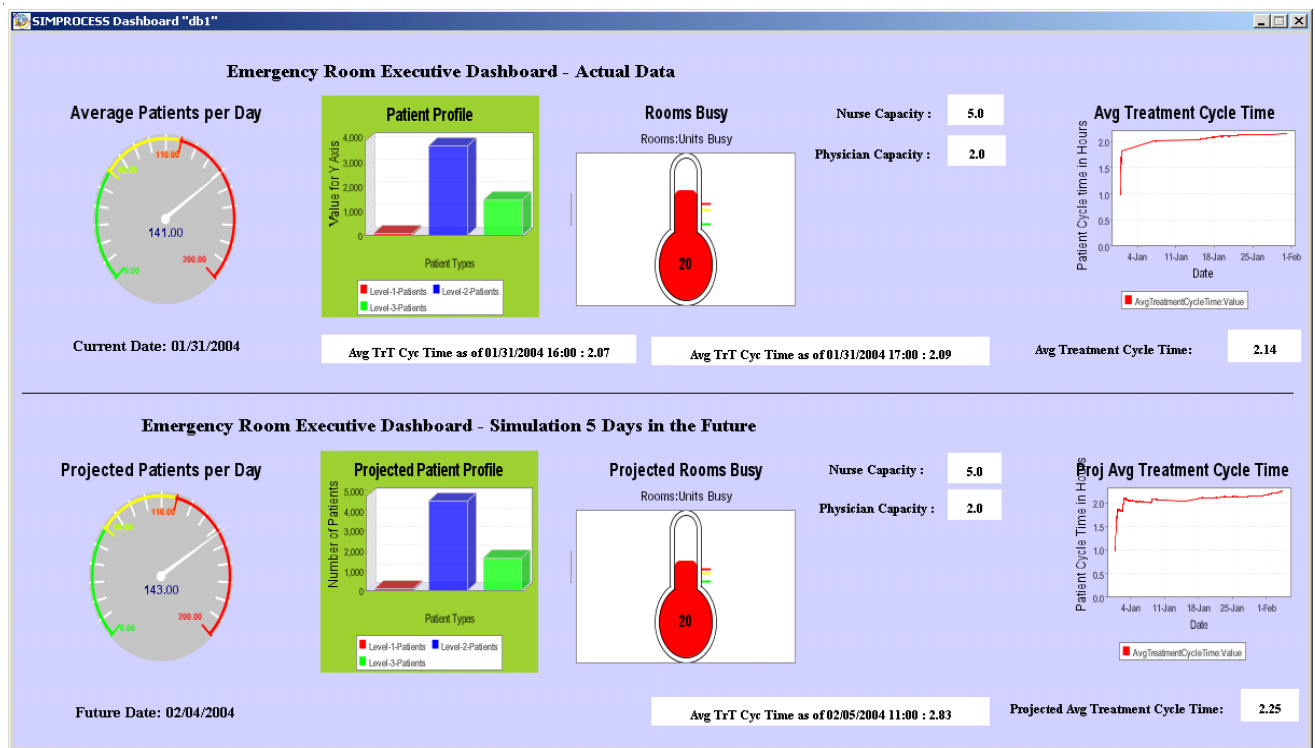 SIMPROCESS Dashboard "db1"
Emergency Room Executive Dashboard - Actual Data
Average Patients per Day
110.00
141.00
0.00
200.00
Current Date: 01/31/2004
Patient Profile
Value for Y Axis
4,000
3,000
2,000
1,000
0
Patient Types
Level-1-Patients Level-2-Patients
Level-3-Patients
Avg TrT Cyc Time as of 01/31/2004 16:00 : 2.07
Rooms Busy
Rooms:Units Busy
20
Avg TrT Cyc Time as of 01/31/2004 17:00 : 2.09
Nurse Capacity : 5.0
Physician Capacity : 2.0
Avg Treatment Cycle Time
Patient Cycle time in Hours
2.0
1.5
1.0
0.5
0.0
4-Jan 11-Jan 18-Jan 25-Jan 1-Feb
Date
AvgTreatmentCycleTime:Value
Avg Treatment Cycle Time: 2.14
Emergency Room Executive Dashboard - Simulation 5 Days in the Future
Projected Patients per Day
110.00
143.00
0.00
200.00
Future Date: 02/04/2004
Projected Patient Profile
Number of Patients
5,000
4,000
3,000
2,000
1,000
0
Patient Types
Level-1-Patients Level-2-Patients
Level-3-Patients
Projected Rooms Busy
Rooms:Units Busy
20
Avg TrT Cyc Time as of 02/05/2004 11:00 : 2.83
Nurse Capacity : 5.0
Physician Capacity : 2.0
Proj Avg Treatment Cycle Time
Patient Cycle Time in Hours
2.0
1.5
1.0
0.5
0.0
4-Jan 11-Jan 18-Jan 25-Jan 1-Feb
Date
AvgTreatmentCycleTime:Value
Projected Avg Treatment Cycle Time: 2.25